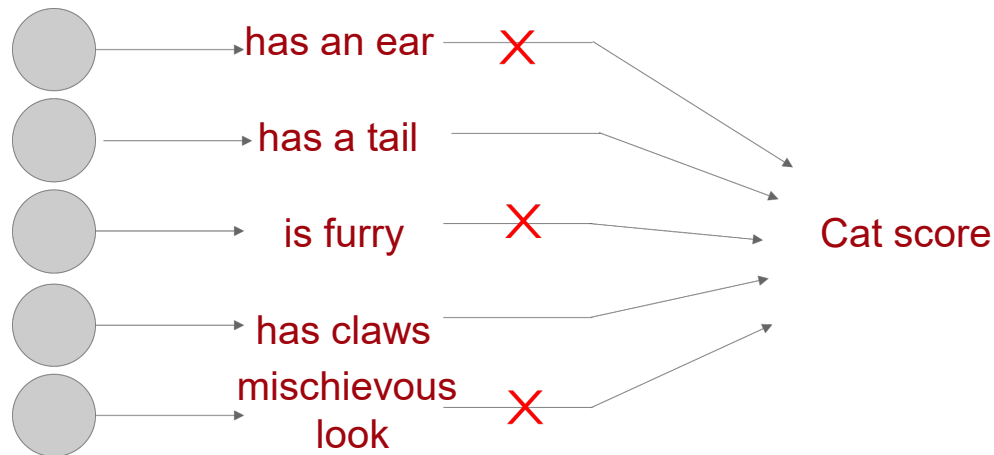 has an ear
has a tail
is furry
Cat score
has claws
mischievous
look